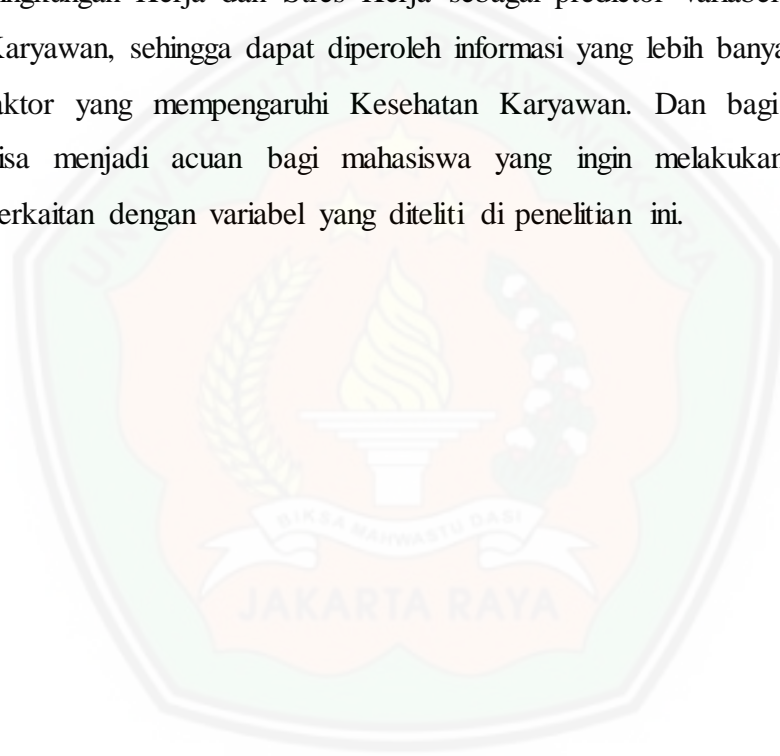 ingkungan Kerja dan Stres Kerja sebagai predictor variabel
Karyawan, sehingga dapat diperoleh informasi yang lebih banya
aktor yang mempengaruhi Kesehatan Karyawan. Dan bagi
isa menjadi acuan bagi mahasiswa yang ingin melakukan
erkaitan dengan variabel yang diteliti di penelitian ini.
BIKSA MAHWASTU DASI
JAKARTA RAYA